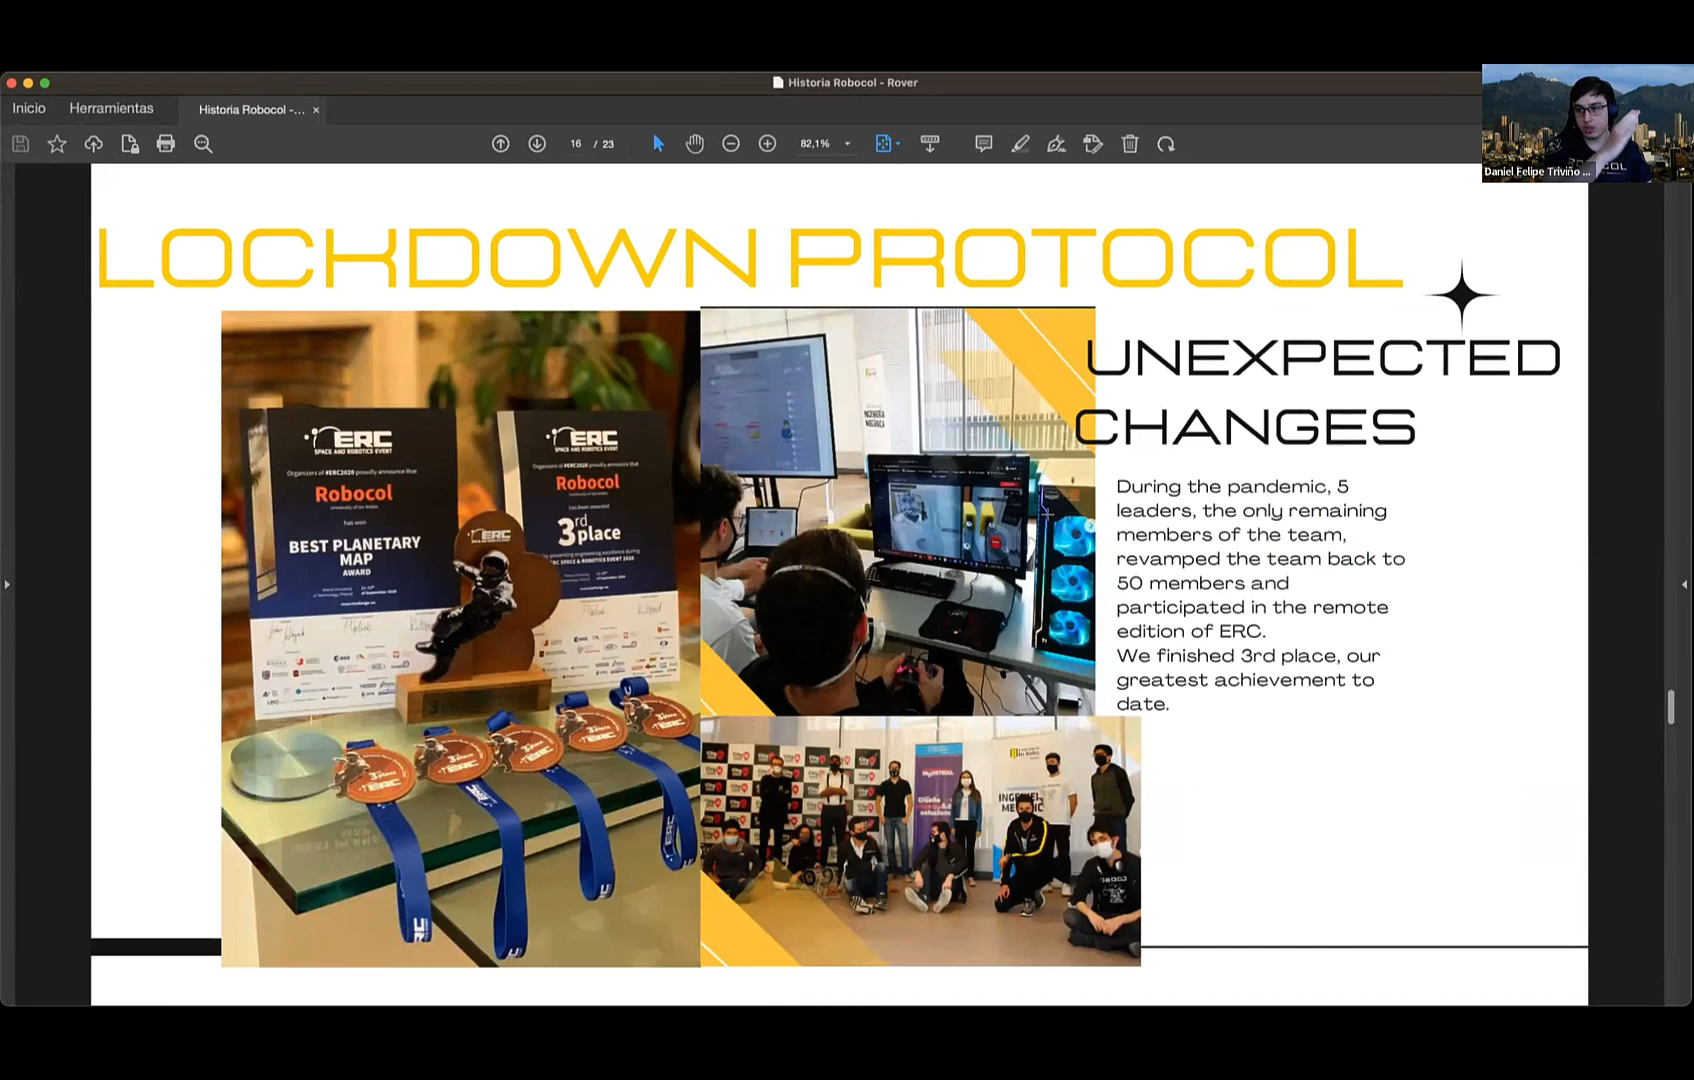 Historia Robocol - Rover
Inicio
Herramientas
Historia Robocol -...
16 / 23
82,1%
Daniel Felipe Triviño ...
LOCKDOWN PROTOCOL
UNEXPECTED
CHANGES
During the pandemic, 5
leaders, the only remaining
members of the team,
revamped the team back to
50 members and
participated in the remote
edition of ERC.
We finished 3rd place, our
greatest achievement to
date.
ERC
SPACE AND ROBOTICS EVENT
Organizers of #ERC2020 proudly announce that
Robocol
University of los Andes
has won
BEST PLANETARY
MAP
AWARD
ERC
SPACE AND ROBOTICS EVENT
Organizers of #ERC2020 proudly announce that
Robocol
University of los Andes
has been awarded
3rd
place
ERC
INGENIERÍA
MECÁNICA